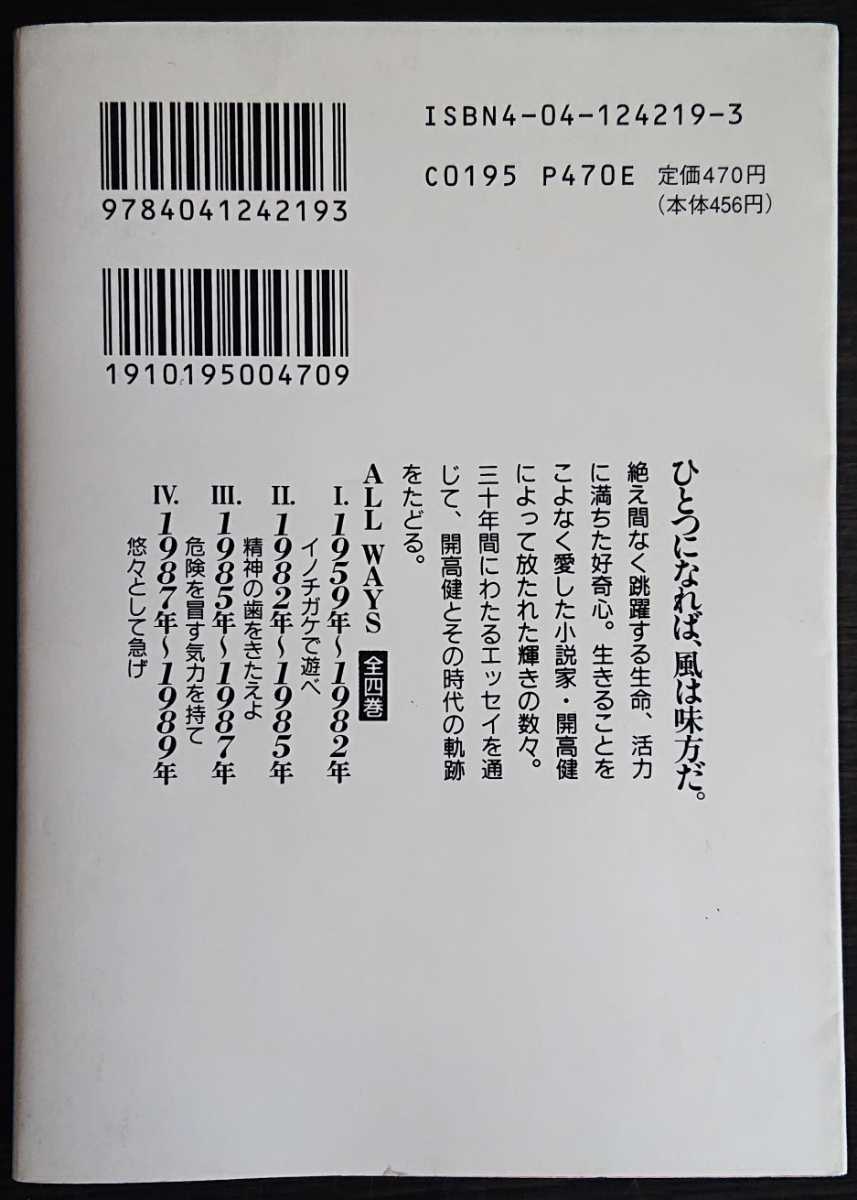 ISBN4-04-124219-3
C0195 P470E 定価470円
(本体456円)
9784041242193
1910195004709
ひとつになれば、風は味方だ。
絶え間なく跳躍する生命、活力
に満ちた好奇心。生きることを
こよなく愛した小説家・開高健
によって放たれた輝きの数々。
三十年間にわたるエッセイを通
じて、開高健とその時代の軌跡
をたどる。
ALL WAYS 全四巻
I. 1959年〜1982年
イノチガケで遊べ
II. 1982年〜1985年
精神の歯をきたえよ
III. 1985年〜1987年
危険を冒す気力を持て
IV. 1987年〜1989年
悠々として急げ